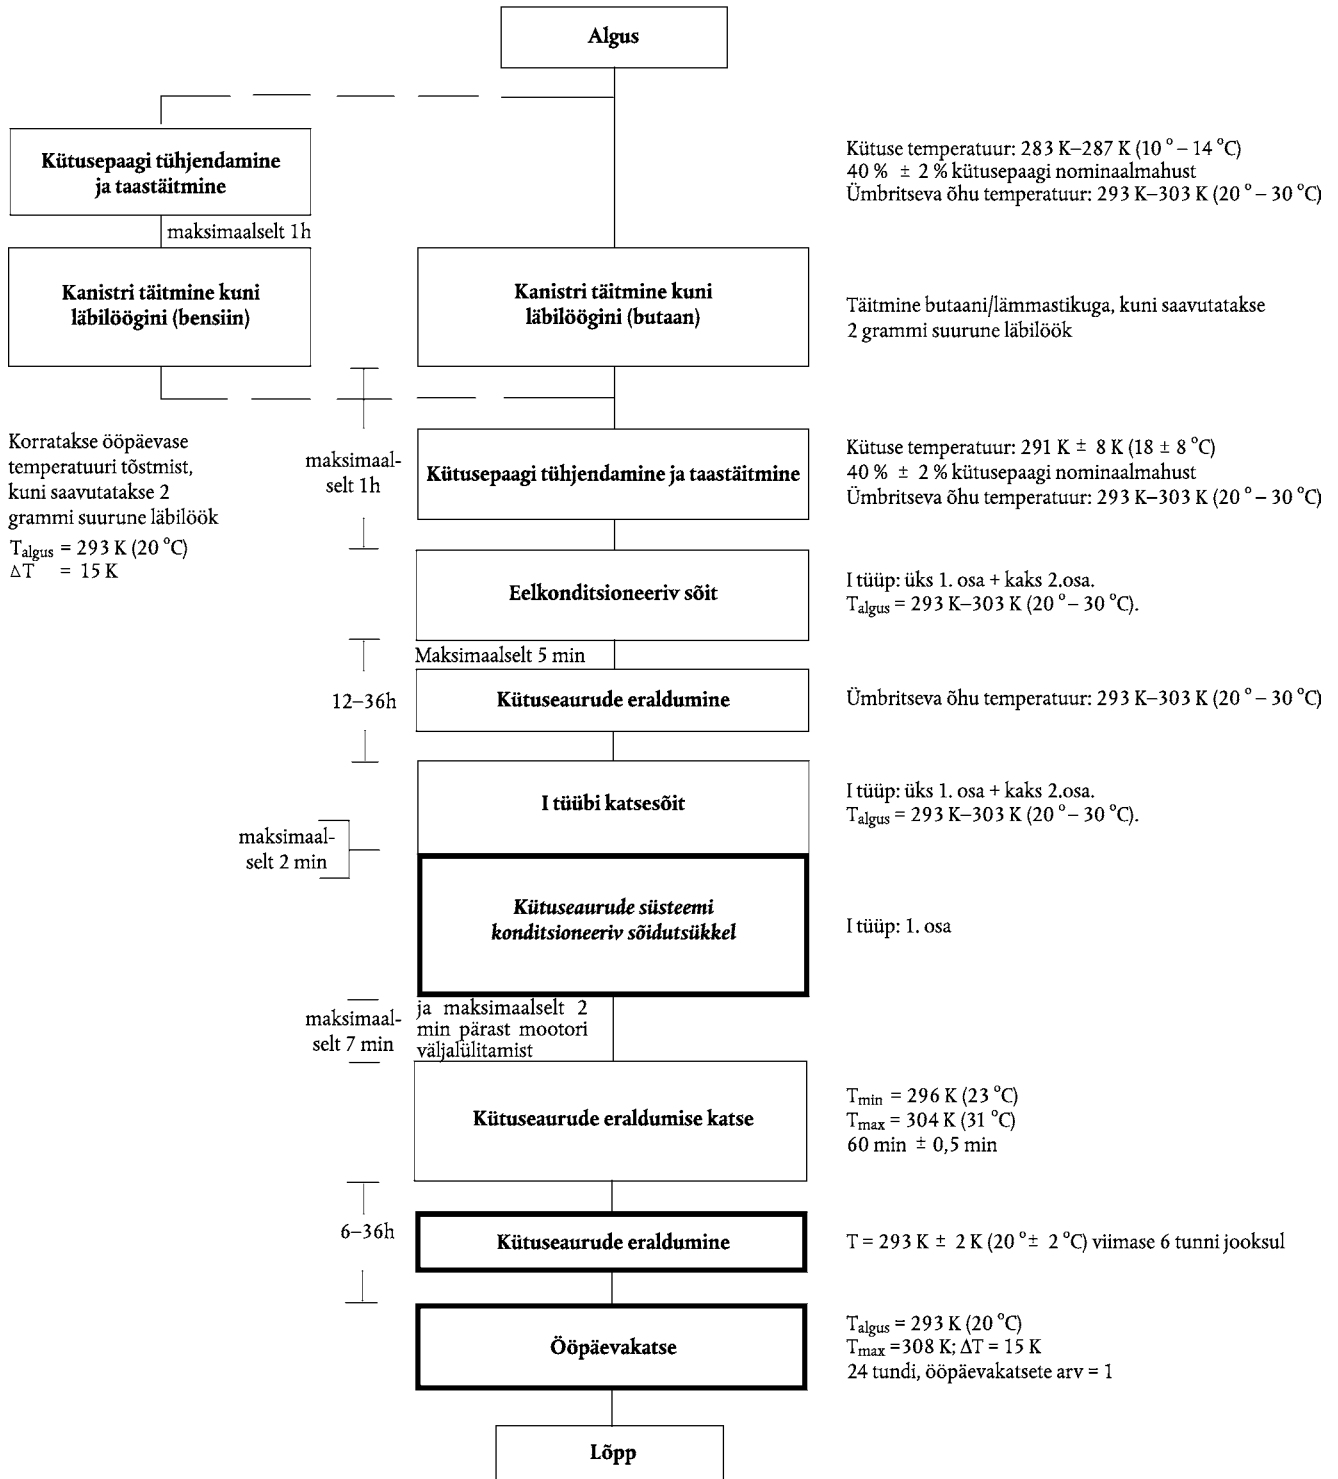 Algus
Kütusepaagi tühjendamine
ja taastäitmine
Kütuse temperatuur: 283 K–287 K (10 ° – 14 °C)
40 % ± 2 % kütusepaagi nominaalmahust
Ümbritseva õhu temperatuur: 293 K–303 K (20 ° – 30 °C)
maksimaalselt 1h
Kanistri täitmine kuni
läbilöögini (bensiin)
Kanistri täitmine kuni
läbilöögini (butaan)
Täitmine butaani/lämmastikuga, kuni saavutatakse
2 grammi suurune läbilöök
Korratakse ööpäevase
temperatuuri tõstmist,
kuni saavutatakse 2
grammi suurune läbilöök
Talgus = 293 K (20 °C)
ΔT = 15 K
maksimaal-
selt 1h
Kütusepaagi tühjendamine ja taastäitmine
Kütuse temperatuur: 291 K ± 8 K (18 ± 8 °C)
40 % ± 2 % kütusepaagi nominaalmahust
Ümbritseva õhu temperatuur: 293 K–303 K (20 ° – 30 °C)
Eelkonditsioneeriv sõit
I tüüp: üks 1. osa + kaks 2.osa.
Talgus = 293 K–303 K (20 ° – 30 °C).
Maksimaalselt 5 min
12–36h
Kütuseaurude eraldumine
Ümbritseva õhu temperatuur: 293 K–303 K (20 ° – 30 °C)
I tüübi katsesõit
I tüüp: üks 1. osa + kaks 2.osa.
Talgus = 293 K–303 K (20 ° – 30 °C).
maksimaal-
selt 2 min
Kütuseaurude süsteemi
konditsioneeriv sõidutsükkel
I tüüp: 1. osa
maksimaal-
selt 7 min
ja maksimaalselt 2
min pärast mootori
väljalülitamist
Kütuseaurude eraldumise katse
Tmin = 296 K (23 °C)
Tmax = 304 K (31 °C)
60 min ± 0,5 min
6–36h
Kütuseaurude eraldumine
T = 293 K ± 2 K (20 °± 2 °C) viimase 6 tunni jooksul
Ööpäevakatse
Talgus = 293 K (20 °C)
Tmax =308 K; ΔT = 15 K
24 tundi, ööpäevakatsete arv = 1
Lõpp